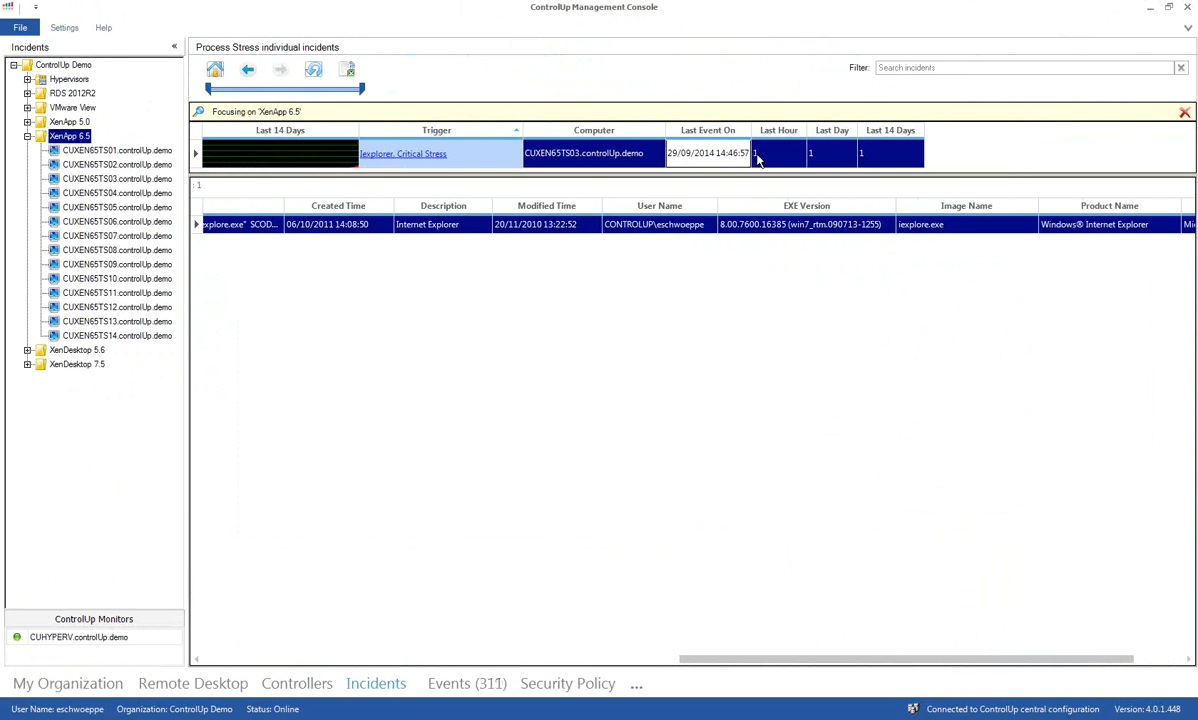 ControlUp Management Console
File Settings Help
Incidents «
ControlUp Demo
Hypervisors
RDS 2012R2
VMware View
XenApp 5.0
XenApp 6.5
CUXEN65TS01.controlUp.demo
CUXEN65TS02.controlUp.demo
CUXEN65TS03.controlUp.demo
CUXEN65TS04.controlUp.demo
CUXEN65TS05.controlUp.demo
CUXEN65TS06.controlUp.demo
CUXEN65TS07.controlUp.demo
CUXEN65TS08.controlUp.demo
CUXEN65TS09.controlUp.demo
CUXEN65TS10.controlUp.demo
CUXEN65TS11.controlUp.demo
CUXEN65TS12.controlUp.demo
CUXEN65TS13.controlUp.demo
CUXEN65TS14.controlUp.demo
XenDesktop 5.6
XenDesktop 7.5
ControlUp Monitors
CUHYPERV.controlUp.demo
Process Stress individual incidents
Filter: Search incidents
Focusing on 'XenApp 6.5'
Last 14 Days Trigger Computer Last Event On Last Hour Last Day Last 14 Days
Iexplorer. Critical Stress CUXEN65TS03.controlUp.demo 29/09/2014 14:46:57 1 1 1
: 1
Created Time Description Modified Time User Name EXE Version Image Name Product Name
explore.exe" SCOD... 06/10/2011 14:08:50 Internet Explorer 20/11/2010 13:22:52 CONTROLUP\eschwoeppe 8.00.7600.16385 (win7_rtm.090713-1255) iexplore.exe Windows® Internet Explorer Mic
My Organization Remote Desktop Controllers Incidents Events (311) Security Policy ...
User Name: eschwoeppe Organization: ControlUp Demo Status: Online Connected to ControlUp central configuration Version: 4.0.1.448